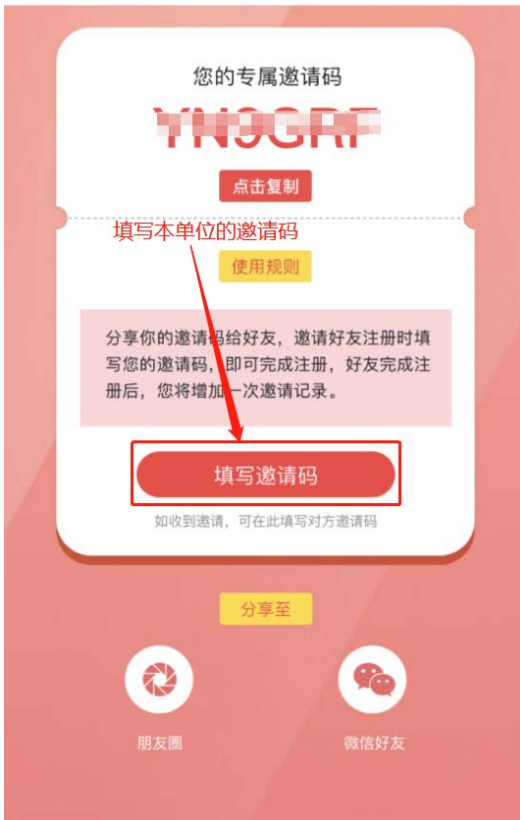 您的专属邀请码
点击复制
填写本单位的邀请码
使用规则
分享你的邀请码给好友，邀请好友注册时填
写您的邀请码，即可完成注册，好友完成注
册后，您将增加一次邀请记录。
填写邀请码
如收到邀请，可在此填写对方邀请码
分享至
朋友圈
微信好友